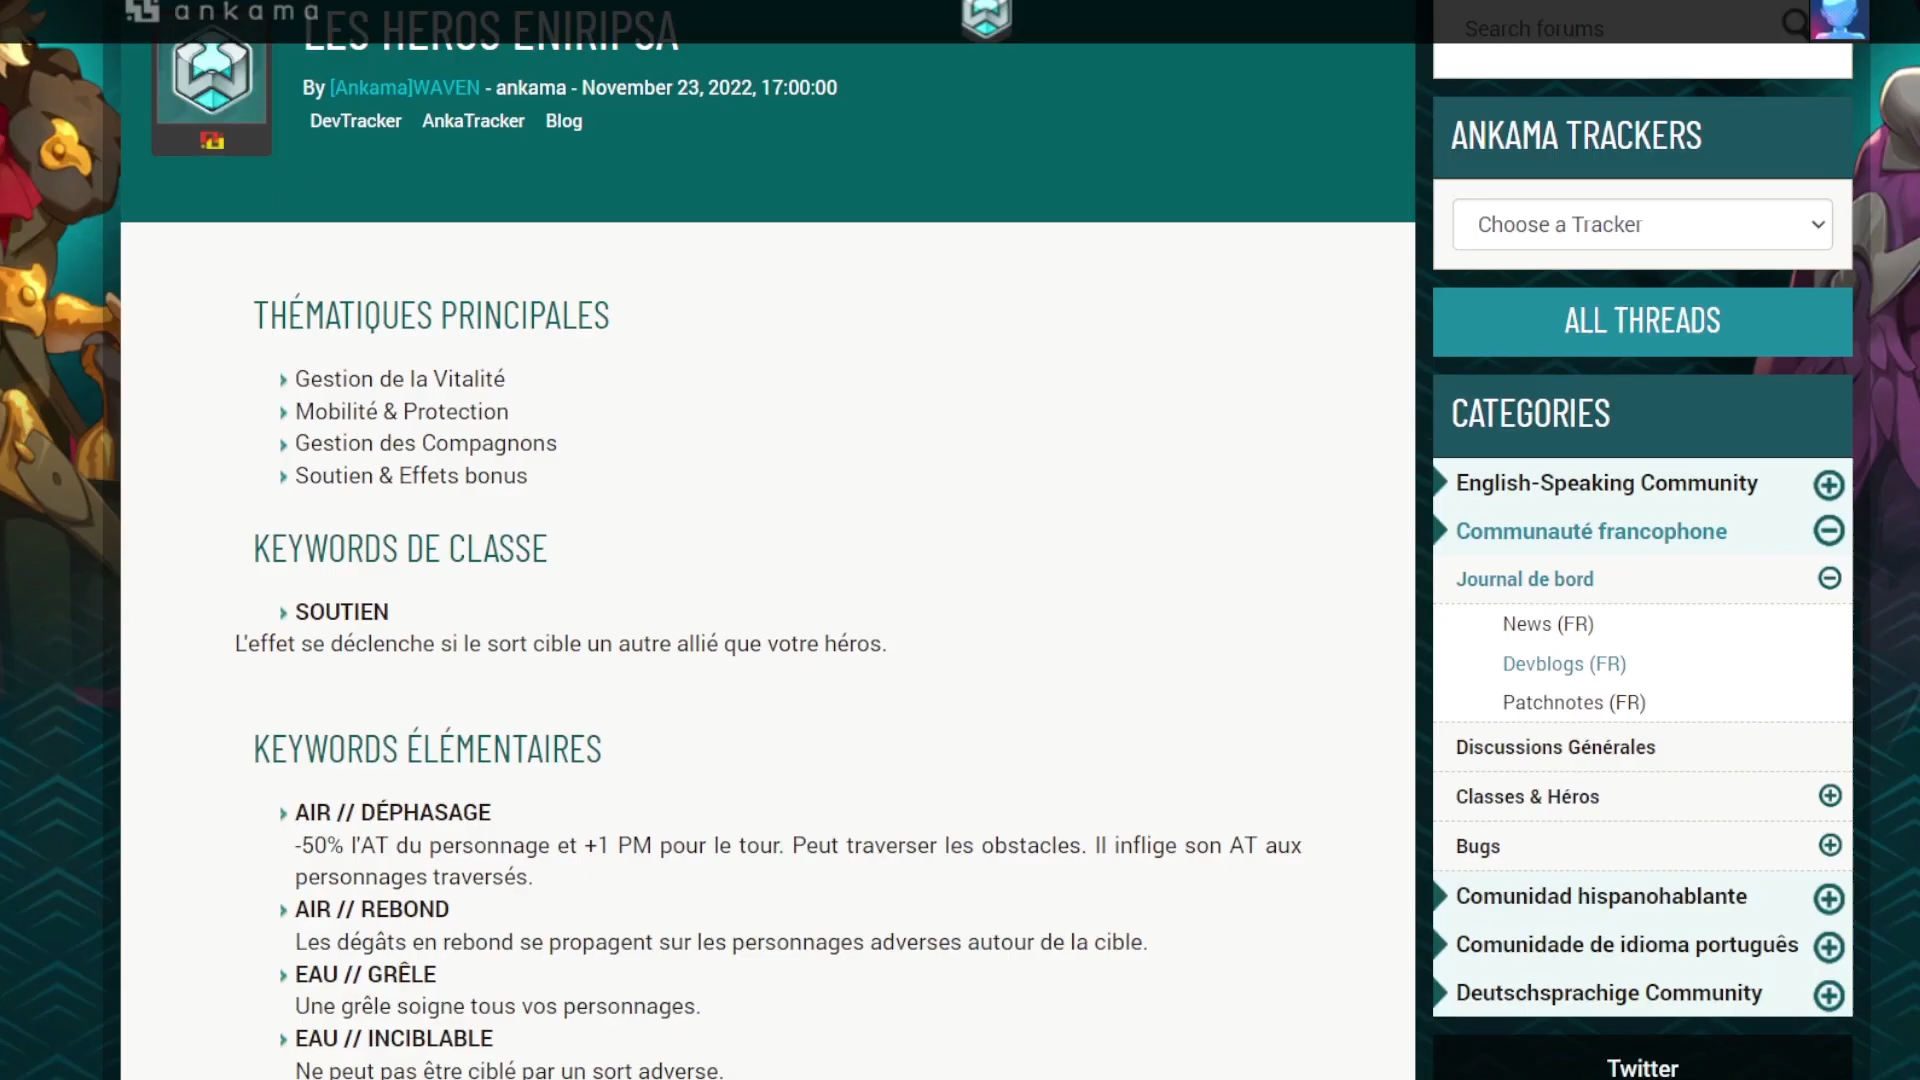 ankama
LES HÉROS ENIRIPSA
By [Ankama]WAVEN - ankama - November 23, 2022, 17:00:00
DevTracker AnkaTracker Blog
THÉMATIQUES PRINCIPALES
Gestion de la Vitalité
Mobilité & Protection
Gestion des Compagnons
Soutien & Effets bonus
KEYWORDS DE CLASSE
SOUTIEN
L'effet se déclenche si le sort cible un autre allié que votre héros.
KEYWORDS ÉLÉMENTAIRES
AIR // DÉPHASAGE
-50% l'AT du personnage et +1 PM pour le tour. Peut traverser les obstacles. Il inflige son AT aux
personnages traversés.
AIR // REBOND
Les dégâts en rebond se propagent sur les personnages adverses autour de la cible.
EAU // GRÊLE
Une grêle soigne tous vos personnages.
EAU // INCIBLABLE
Ne peut pas être ciblé par un sort adverse.
Search forums
ANKAMA TRACKERS
Choose a Tracker
ALL THREADS
CATEGORIES
English-Speaking Community
Communauté francophone
Journal de bord
News (FR)
Devblogs (FR)
Patchnotes (FR)
Discussions Générales
Classes & Héros
Bugs
Comunidad hispanohablante
Comunidade de idioma português
Deutschsprachige Community
Twitter